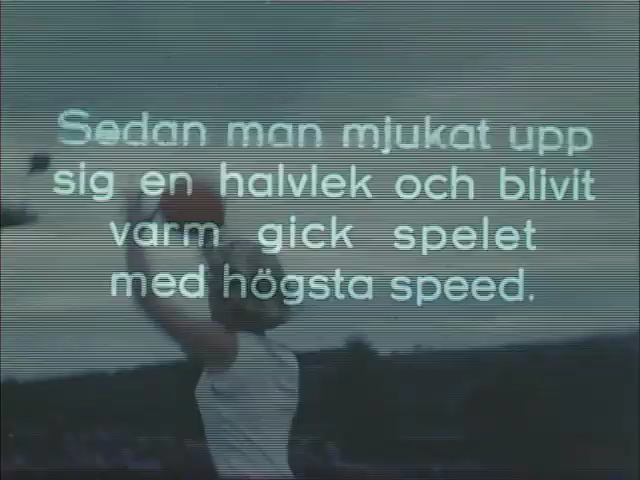 Sedan man mjukat upp
sig en halvlek och blivit
varm gick spelet
med högsta speed.